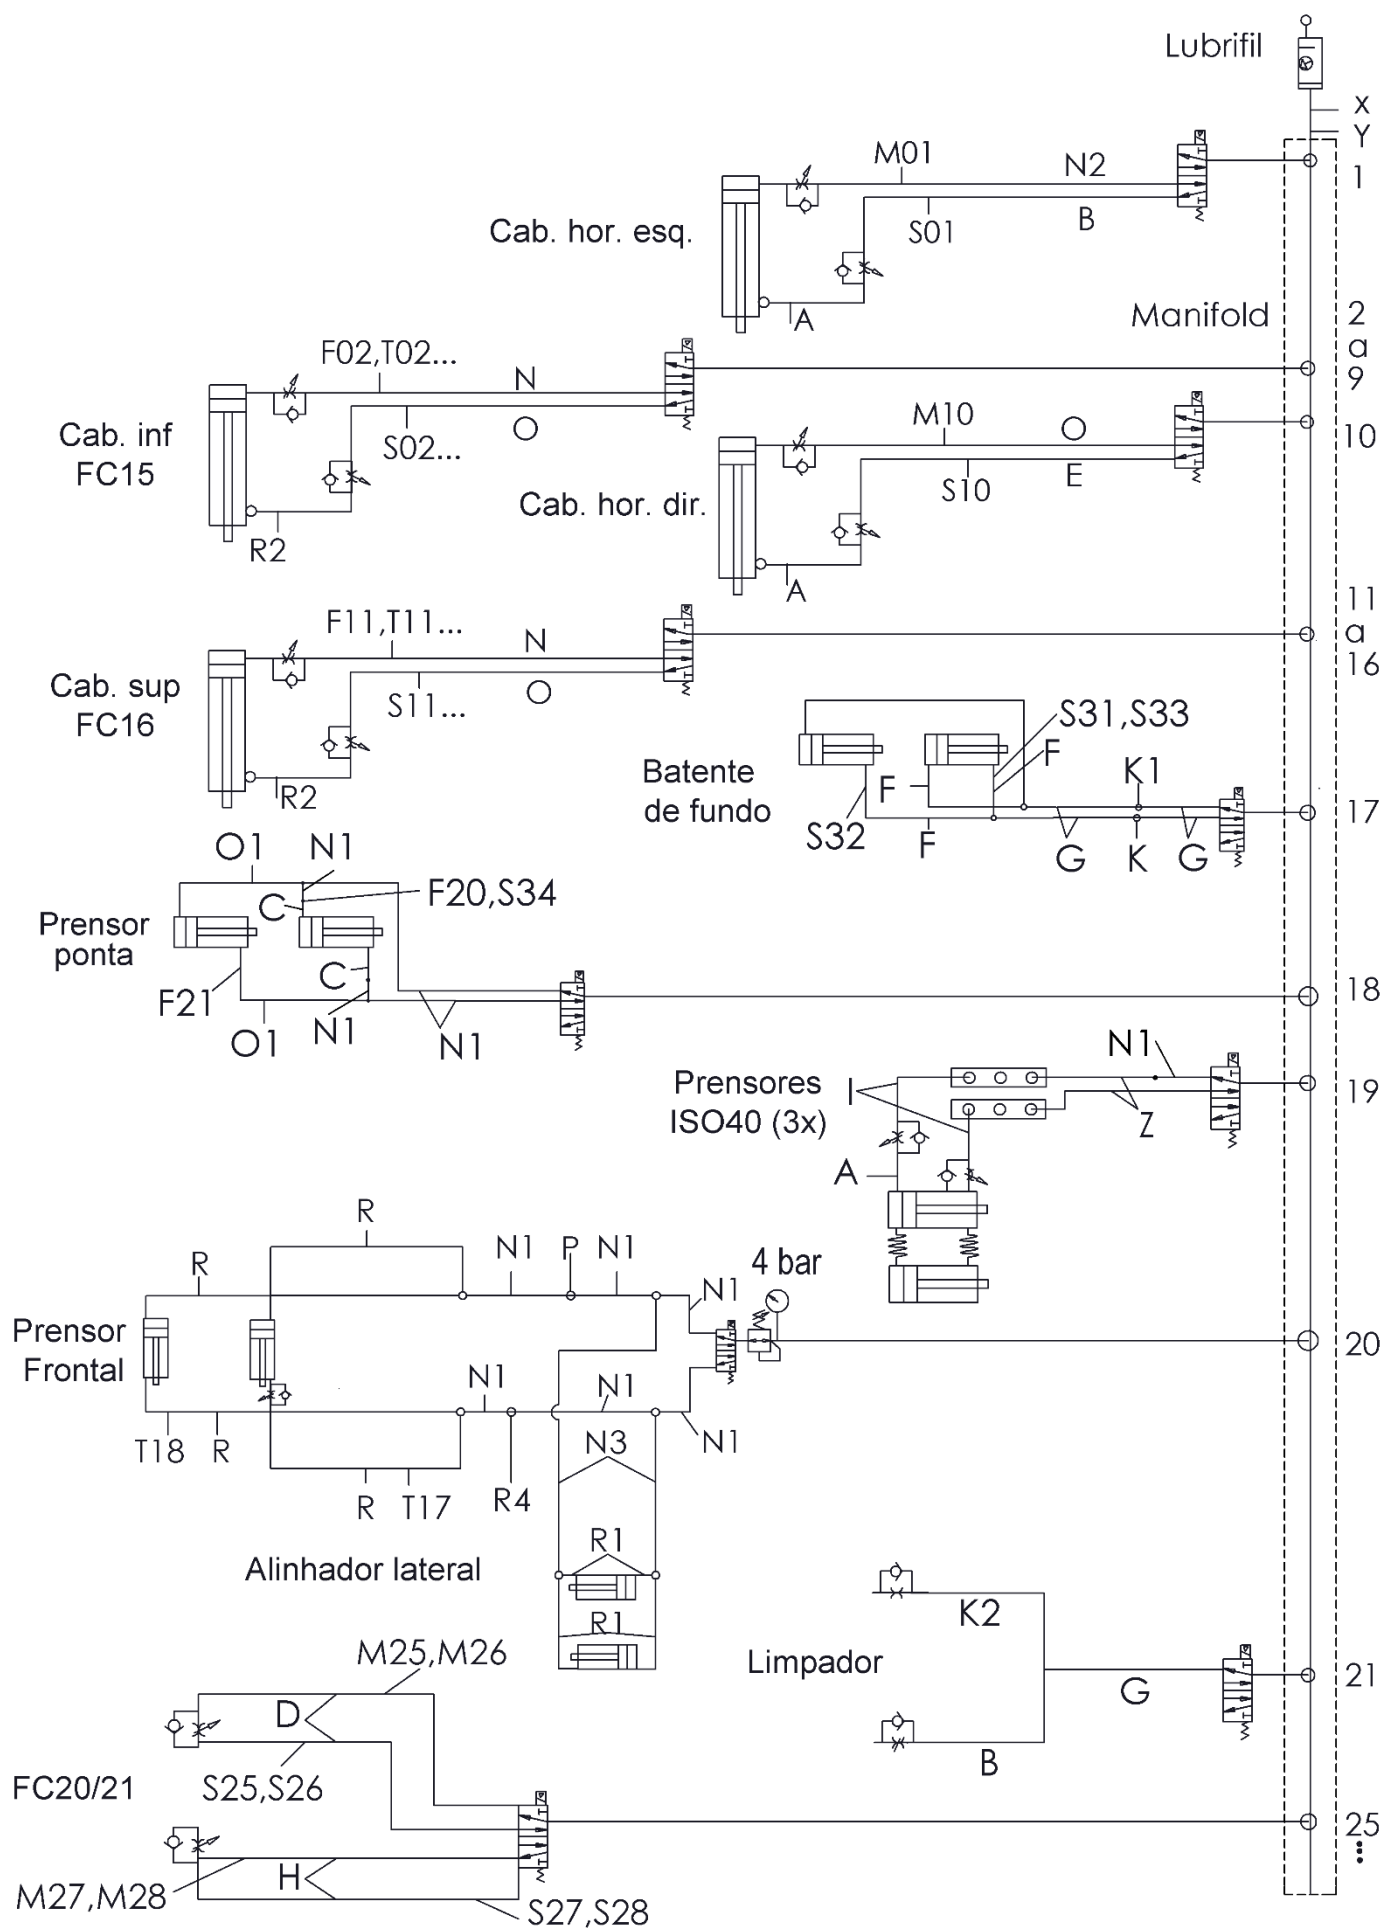 Lubrifil
X
Y
M01
N2
1
Cab. hor. esq.
S01
B
A
Manifold
2
a
9
F02,T02...
N
O
S02...
Cab. inf
FC15
R2
M10
O
10
S10
E
Cab. hor. dir.
A
11
a
16
F11,T11...
N
O
S11...
Cab. sup
FC16
R2
S31,S33
F
K1
Batente
de fundo
F
17
S32
F
G
K
G
O1
N1
F20,S34
C
Prensor
ponta
C
F21
18
O1
N1
N1
N1
Prensores
ISO40 (3x)
I
19
Z
A
R
R
N1
P
N1
4 bar
N1
Prensor
Frontal
20
N1
N1
T18
R
N3
N1
R
T17
R4
R1
Alinhador lateral
R1
K2
Limpador
M25,M26
21
G
D
B
S25,S26
FC20/21
25
...
H
M27,M28
S27,S28